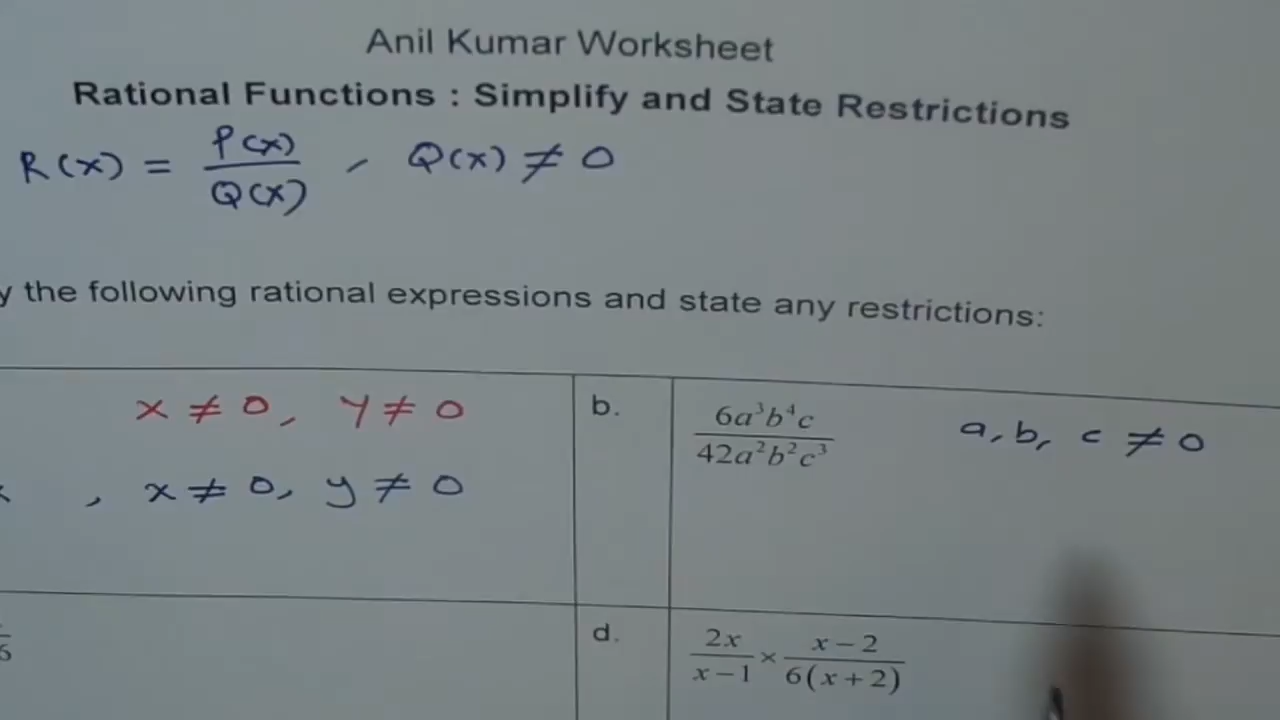 Anil Kumar Worksheet
Rational Functions : Simplify and State Restrictions
R(x) = P(x)/Q(x) , Q(x) ≠ 0
y the following rational expressions and state any restrictions:
x ≠ 0, y ≠ 0
, x ≠ 0, y ≠ 0
b. 6a³b⁴c/42a²b²c³ a, b, c ≠ 0
d. 2x/x−1 × x−2/6(x+2)